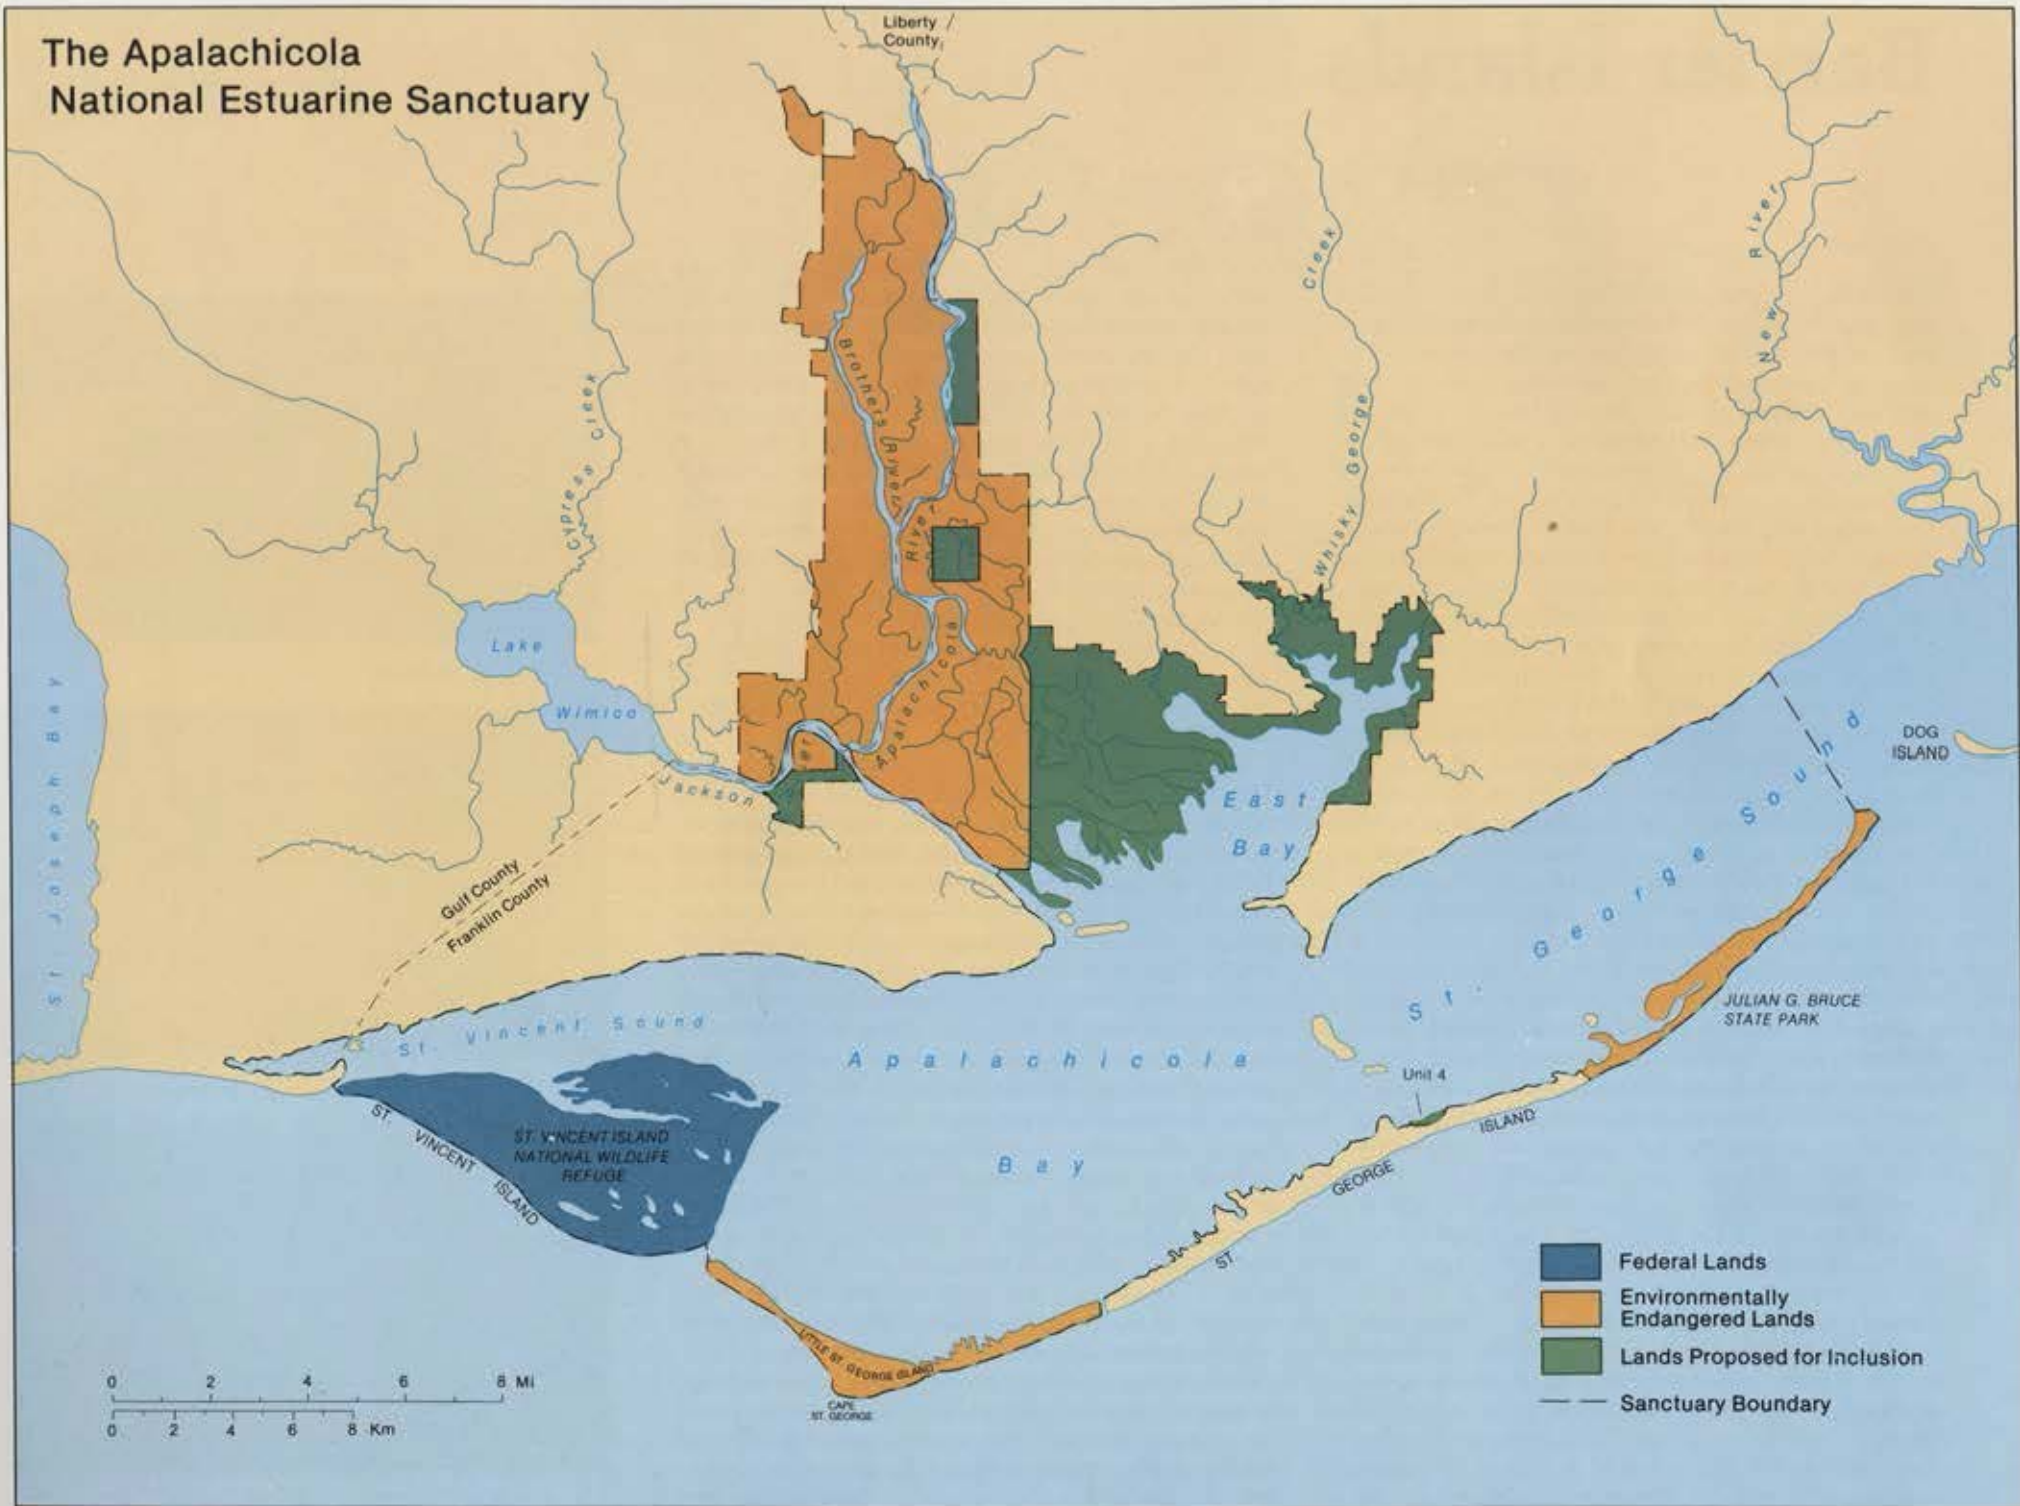 The Apalachicola
National Estuarine Sanctuary
Liberty
County
Brothers River
Cypress Creek
Whisky George Creek
New River
River
Apalachicola
Lake
Wimico
Jackson
St. Joseph Bay
Gulf County
Franklin County
East
Bay
St. George Sound
DOG
ISLAND
JULIAN G. BRUCE
STATE PARK
St. Vincent Sound
Apalachicola
Bay
Unit 4
ST. VINCENT ISLAND
NATIONAL WILDLIFE
REFUGE
ST. VINCENT ISLAND
ST GEORGE ISLAND
LITTLE ST. GEORGE ISLAND
CAPE
ST. GEORGE
Federal Lands
Environmentally
Endangered Lands
Lands Proposed for Inclusion
Sanctuary Boundary
0 2 4 6 8 Mi
0 2 4 6 8 Km